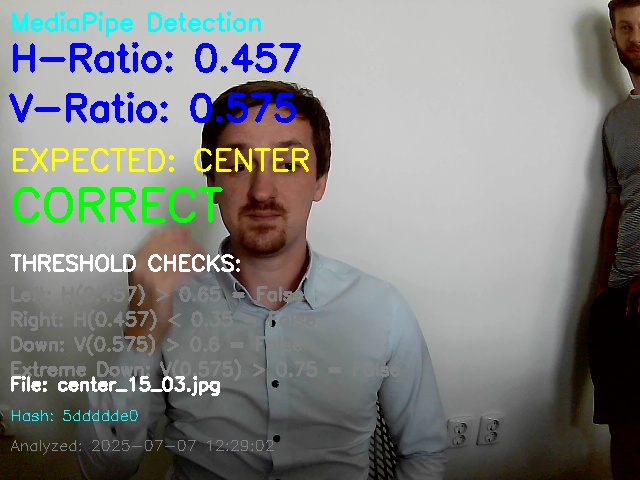 MediaPipe Detection
H-Ratio: 0.457
V-Ratio: 0.575
EXPECTED: CENTER
CORRECT
THRESHOLD CHECKS:
Left: H(0.457) > 0.65 = False
Right: H(0.457) < 0.35 = False
Down: V(0.575) > 0.6 = False
Extreme Down: V(0.575) > 0.75 = False
File: center_15_03.jpg
Hash: 5ddddde0
Analyzed: 2025-07-07 12:29:02